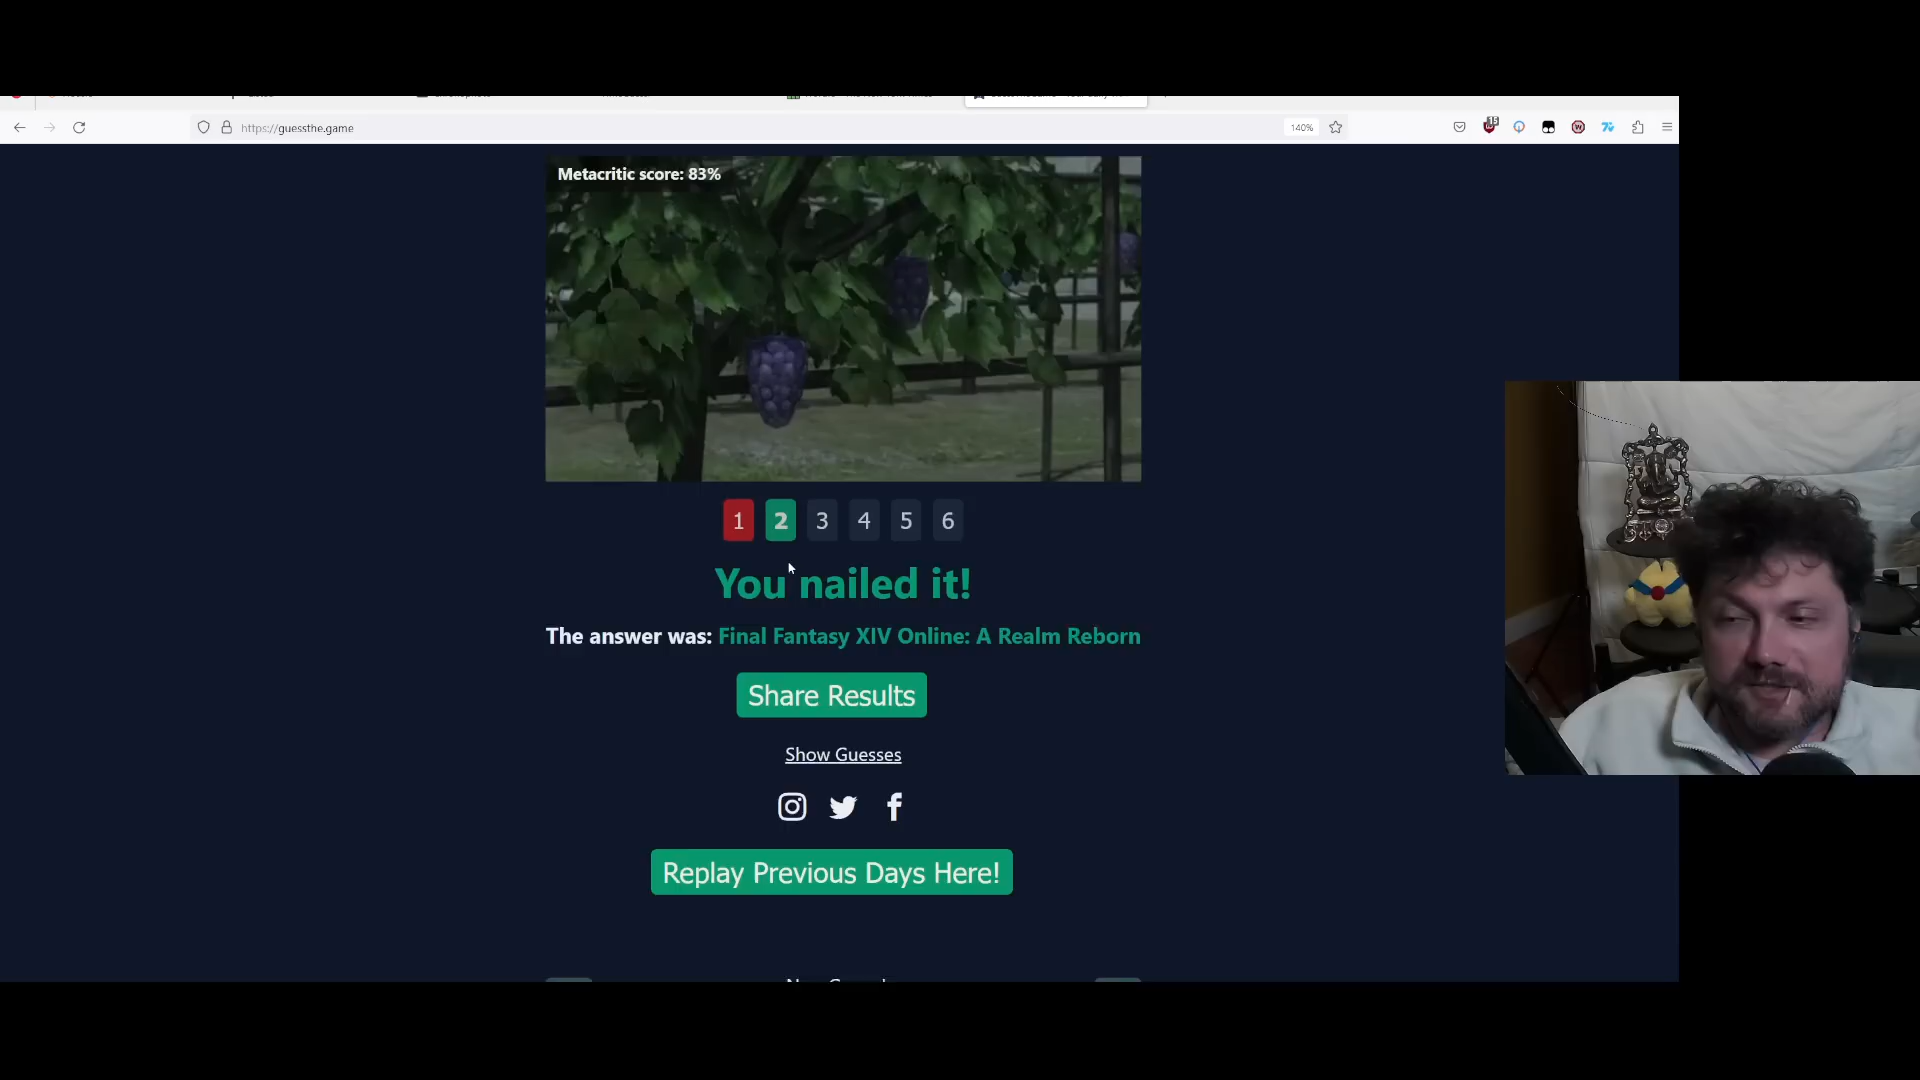 https://guessthe.game
140%
15
Metacritic score: 83%
1 2 3 4 5 6
You nailed it!
The answer was: Final Fantasy XIV Online: A Realm Reborn
Share Results
Show Guesses
Replay Previous Days Here!